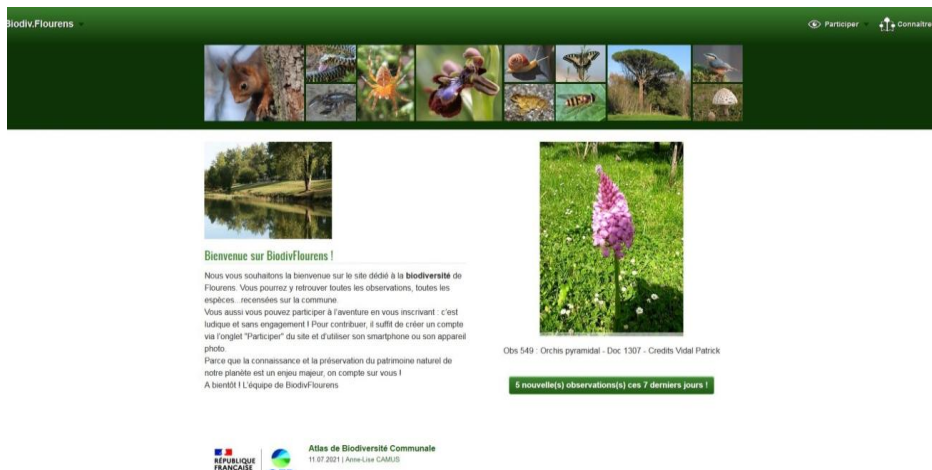 Biodiv.Flourens
Participer
Connaître
Bienvenue sur BiodivFlourens !
Nous vous souhaitons la bienvenue sur le site dédié à la biodiversité de
Flourens. Vous pourrez y retrouver toutes les observations, toutes les
espèces...recensées sur la commune.
Vous aussi vous pouvez participer à l'aventure en vous inscrivant : c'est
ludique et sans engagement ! Pour contribuer, il suffit de créer un compte
via l'onglet "Participer" du site et d'utiliser son smartphone ou son appareil
photo.
Parce que la connaissance et la préservation du patrimoine naturel de
notre planète est un enjeu majeur, on compte sur vous !
A bientôt ! L'équipe de BiodivFlourens
Obs 549 : Orchis pyramidal - Doc 1307 - Credits Vidal Patrick
5 nouvelle(s) observations(s) ces 7 derniers jours !
Atlas de Biodiversité Communale
11.07.2021 | Anne-Lise CAMUS
RÉPUBLIQUE
FRANÇAISE